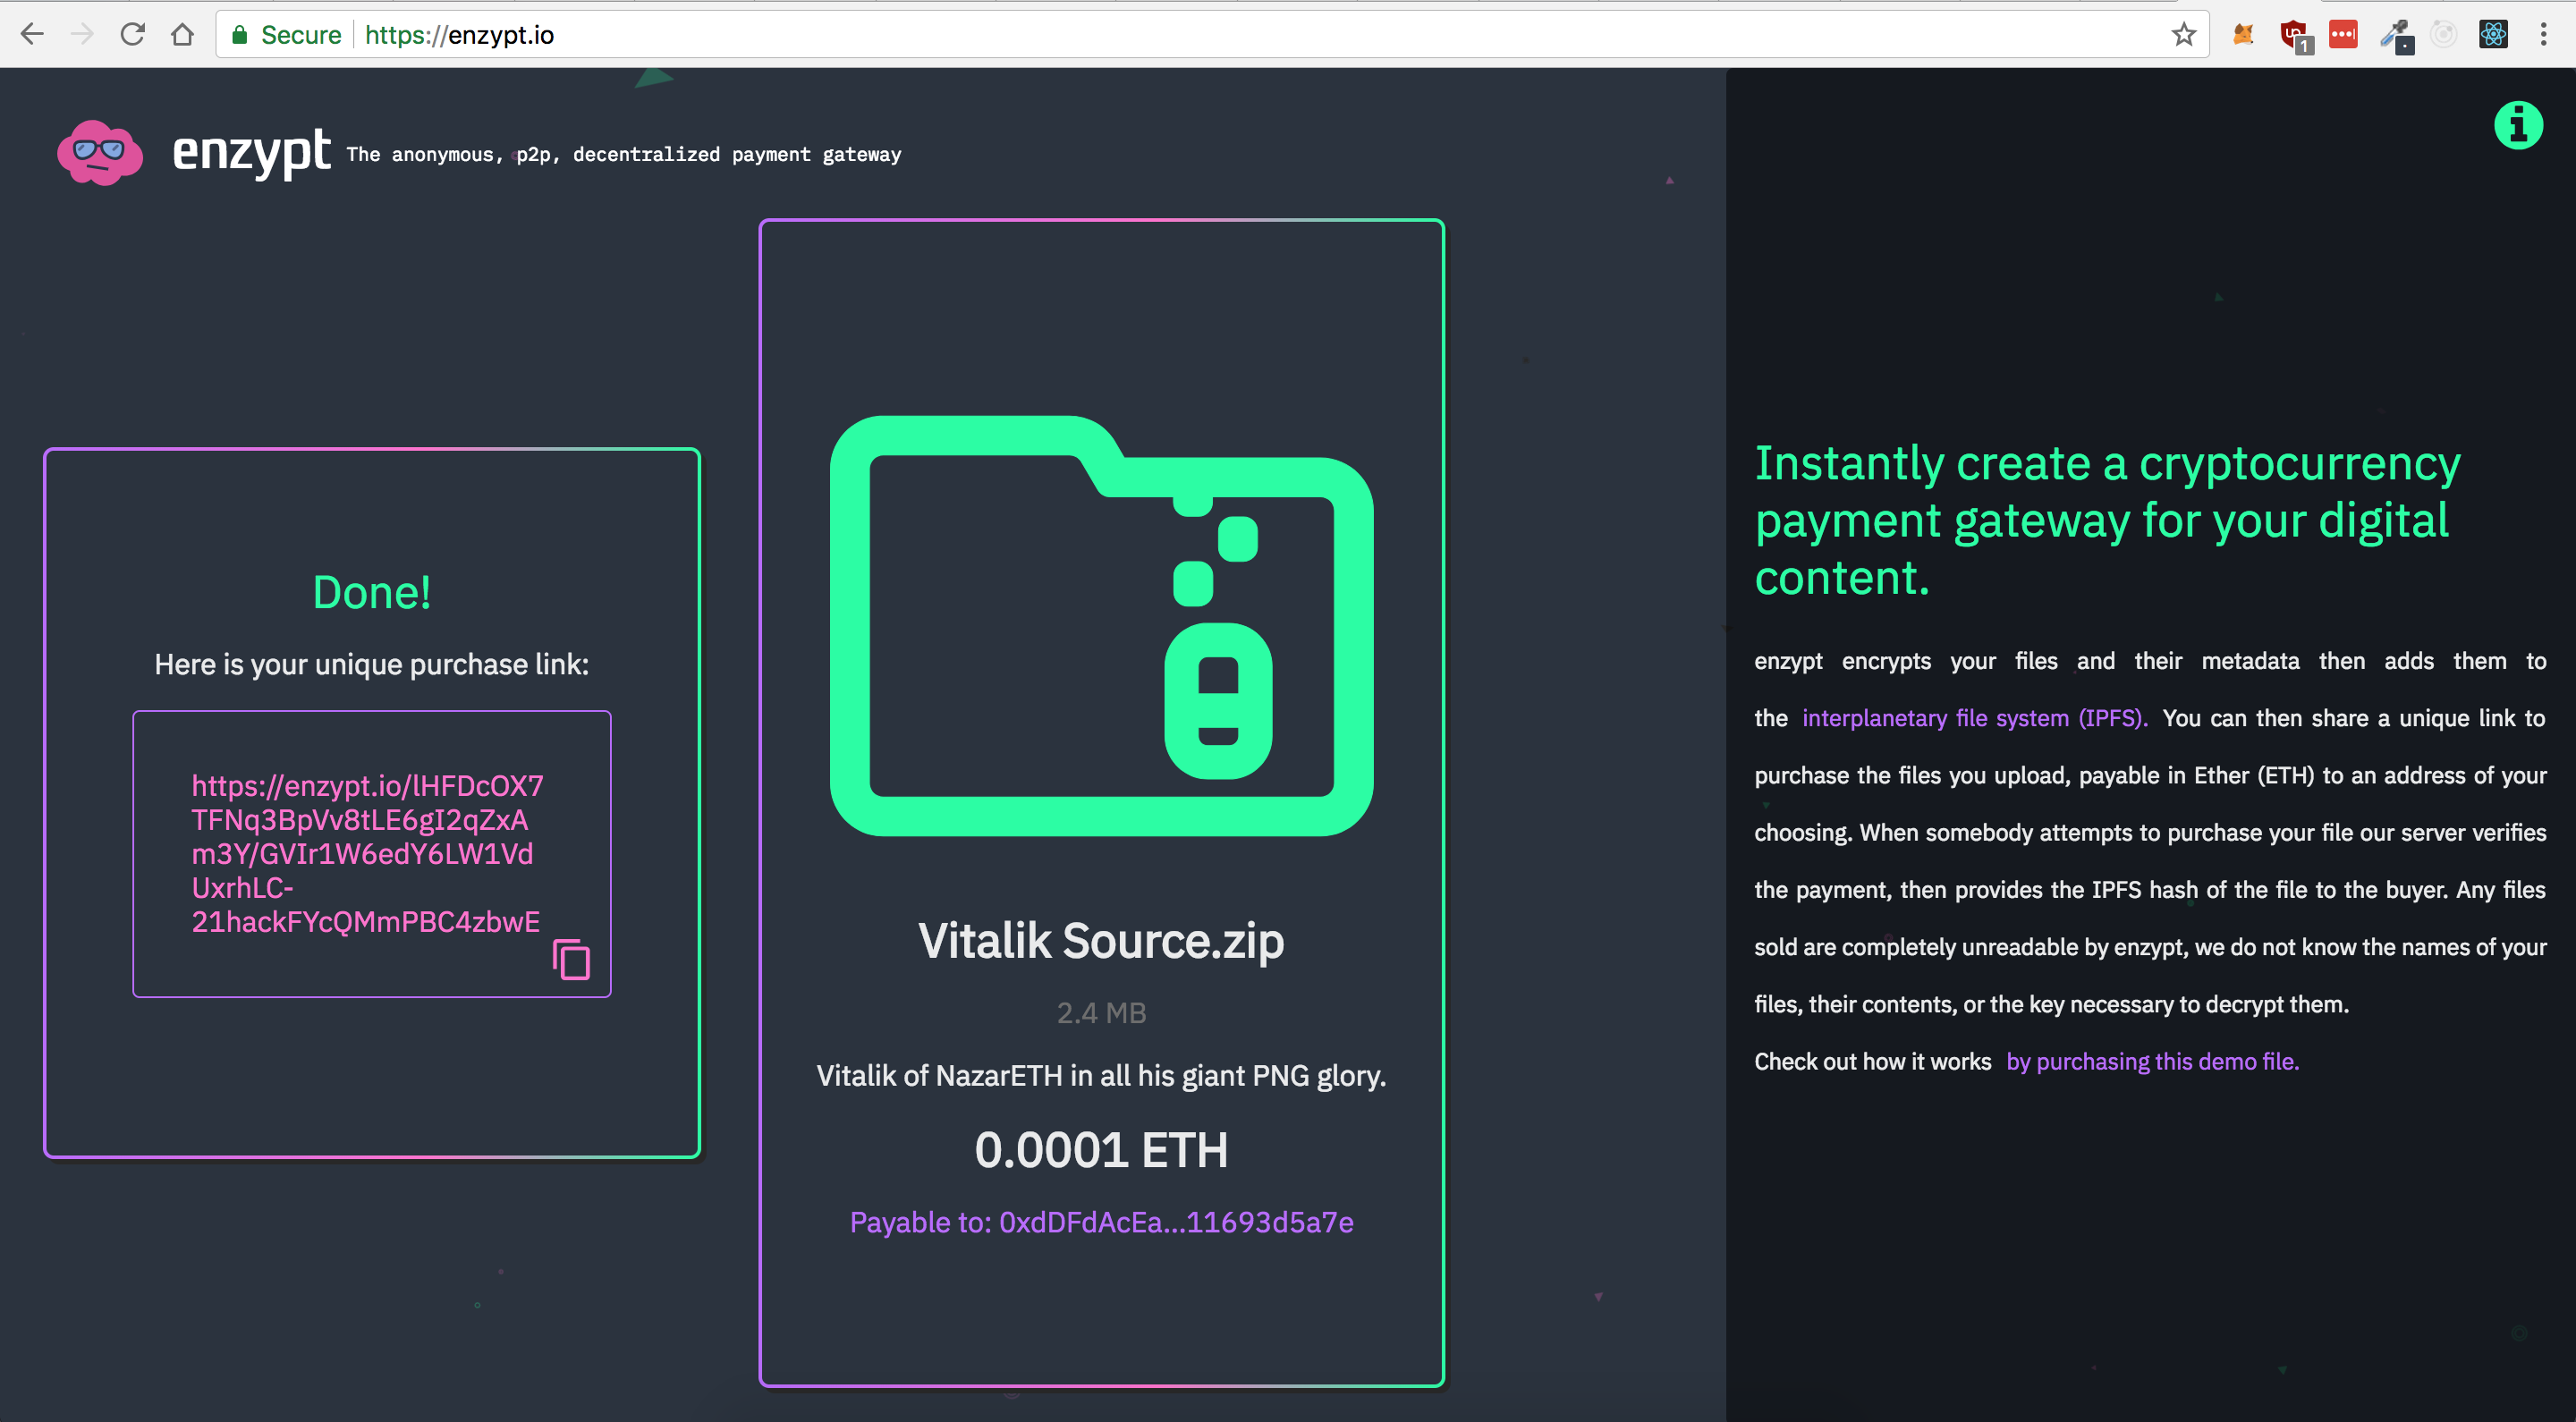 Secure https://enzypt.io
1
enzypt The anonymous, p2p, decentralized payment gateway
Done!
Here is your unique purchase link:
https://enzypt.io/lHFDcOX7
TFNq3BpVv8tLE6gI2qZxA
m3Y/GVIr1W6edY6LW1Vd
UxrhLC-
21hackFYcQMmPBC4zbwE
Vitalik Source.zip
2.4 MB
Vitalik of NazarETH in all his giant PNG glory.
0.0001 ETH
Payable to: 0xdDFdAcEa...11693d5a7e
Instantly create a cryptocurrency
payment gateway for your digital
content.
enzypt encrypts your files and their metadata then adds them to
the interplanetary file system (IPFS). You can then share a unique link to
purchase the files you upload, payable in Ether (ETH) to an address of your
choosing. When somebody attempts to purchase your file our server verifies
the payment, then provides the IPFS hash of the file to the buyer. Any files
sold are completely unreadable by enzypt, we do not know the names of your
files, their contents, or the key necessary to decrypt them.
Check out how it works by purchasing this demo file.